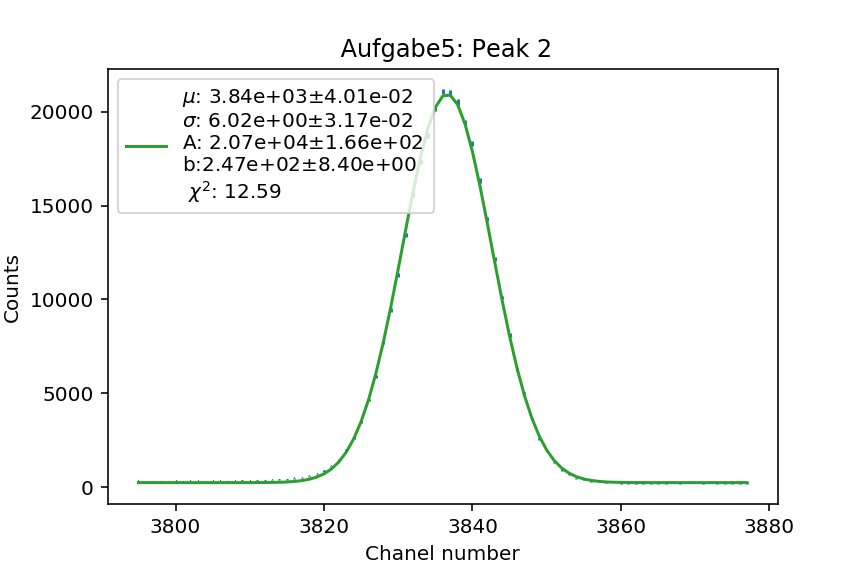 Aufgabe5: Peak 2
μ: 3.84e+03±4.01e-02
σ: 6.02e+00±3.17e-02
A: 2.07e+04±1.66e+02
b:2.47e+02±8.40e+00
χ²: 12.59
20000
15000
10000
5000
0
Counts
3800 3820 3840 3860 3880
Chanel number